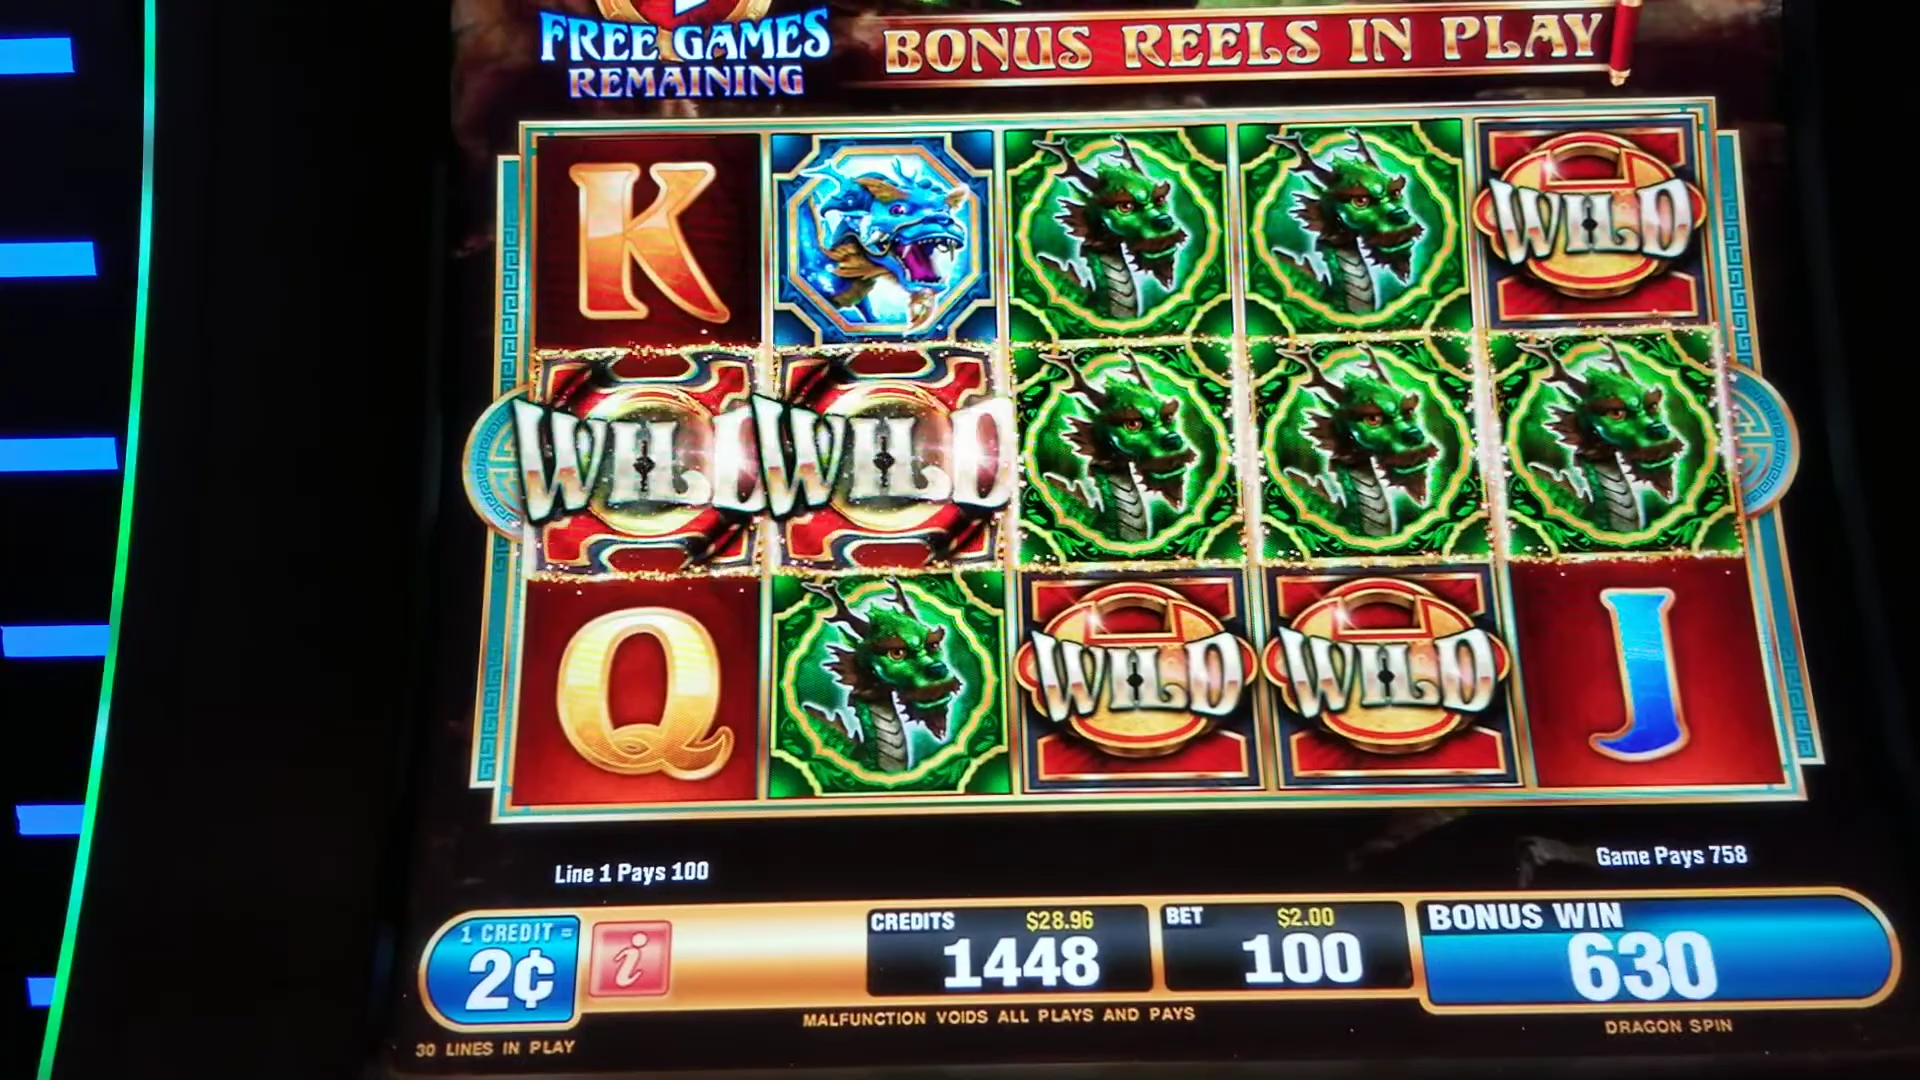 FREE GAMES
REMAINING
BONUS REELS IN PLAY
K
WILD
WILD WILD
Q WILD WILD J
Line 1 Pays 100
Game Pays 758
1 CREDIT =
2¢
i
CREDITS $28.96
1448
BET $2.00
100
BONUS WIN
630
MALFUNCTION VOIDS ALL PLAYS AND PAYS
DRAGON SPIN
30 LINES IN PLAY